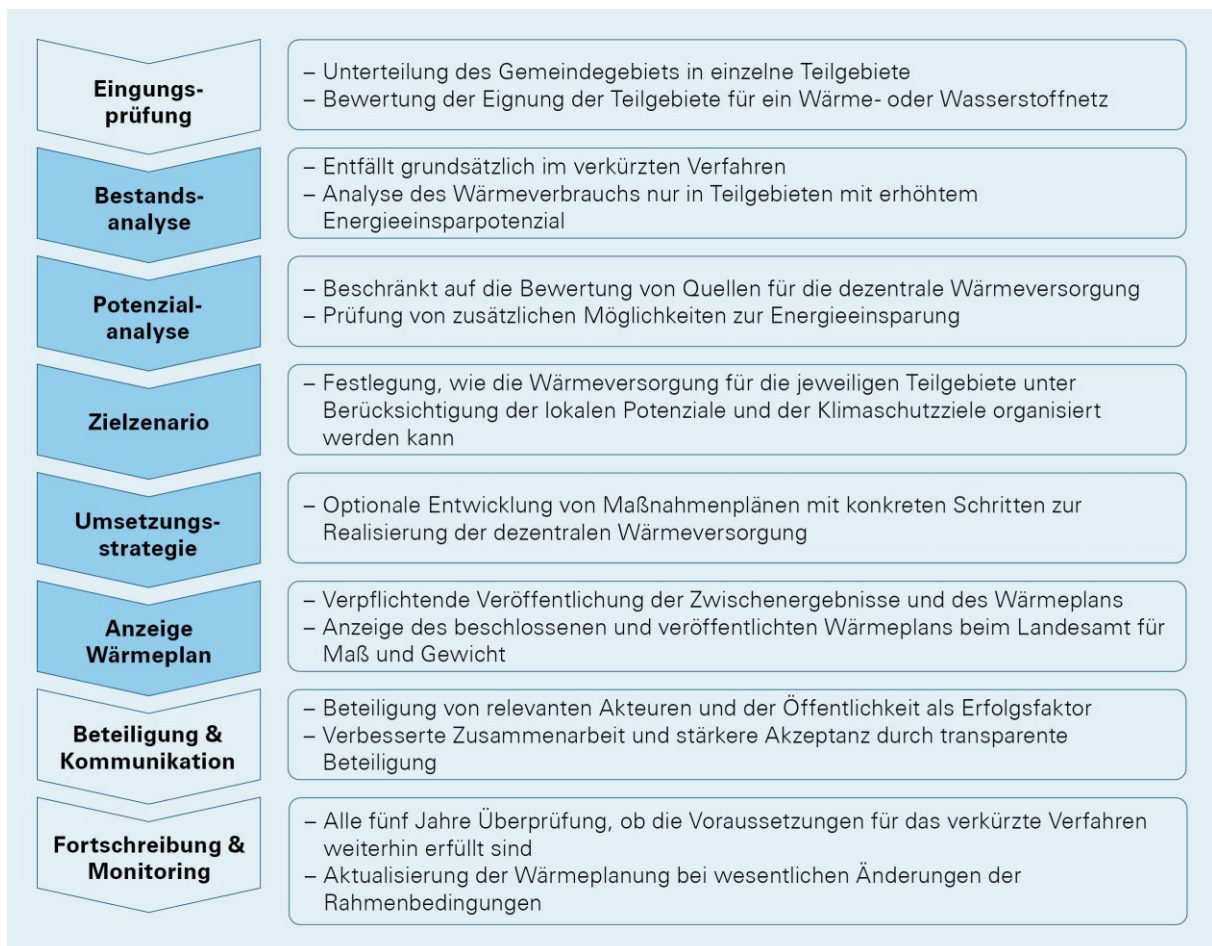 Eingungs-
prüfung
– Unterteilung des Gemeindegebiets in einzelne Teilgebiete
– Bewertung der Eignung der Teilgebiete für ein Wärme- oder Wasserstoffnetz
Bestands-
analyse
– Entfällt grundsätzlich im verkürzten Verfahren
– Analyse des Wärmeverbrauchs nur in Teilgebieten mit erhöhtem
Energieeinsparpotenzial
Potenzial-
analyse
– Beschränkt auf die Bewertung von Quellen für die dezentrale Wärmeversorgung
– Prüfung von zusätzlichen Möglichkeiten zur Energieeinsparung
Zielzenario
– Festlegung, wie die Wärmeversorgung für die jeweiligen Teilgebiete unter
Berücksichtigung der lokalen Potenziale und der Klimaschutzziele organisiert
werden kann
Umsetzungs-
strategie
– Optionale Entwicklung von Maßnahmenplänen mit konkreten Schritten zur
Realisierung der dezentralen Wärmeversorgung
Anzeige
Wärmeplan
– Verpflichtende Veröffentlichung der Zwischenergebnisse und des Wärmeplans
– Anzeige des beschlossenen und veröffentlichten Wärmeplans beim Landesamt für
Maß und Gewicht
Beteiligung &
Kommunikation
– Beteiligung von relevanten Akteuren und der Öffentlichkeit als Erfolgsfaktor
– Verbesserte Zusammenarbeit und stärkere Akzeptanz durch transparente
Beteiligung
Fortschreibung &
Monitoring
– Alle fünf Jahre Überprüfung, ob die Voraussetzungen für das verkürzte Verfahren
weiterhin erfüllt sind
– Aktualisierung der Wärmeplanung bei wesentlichen Änderungen der
Rahmenbedingungen